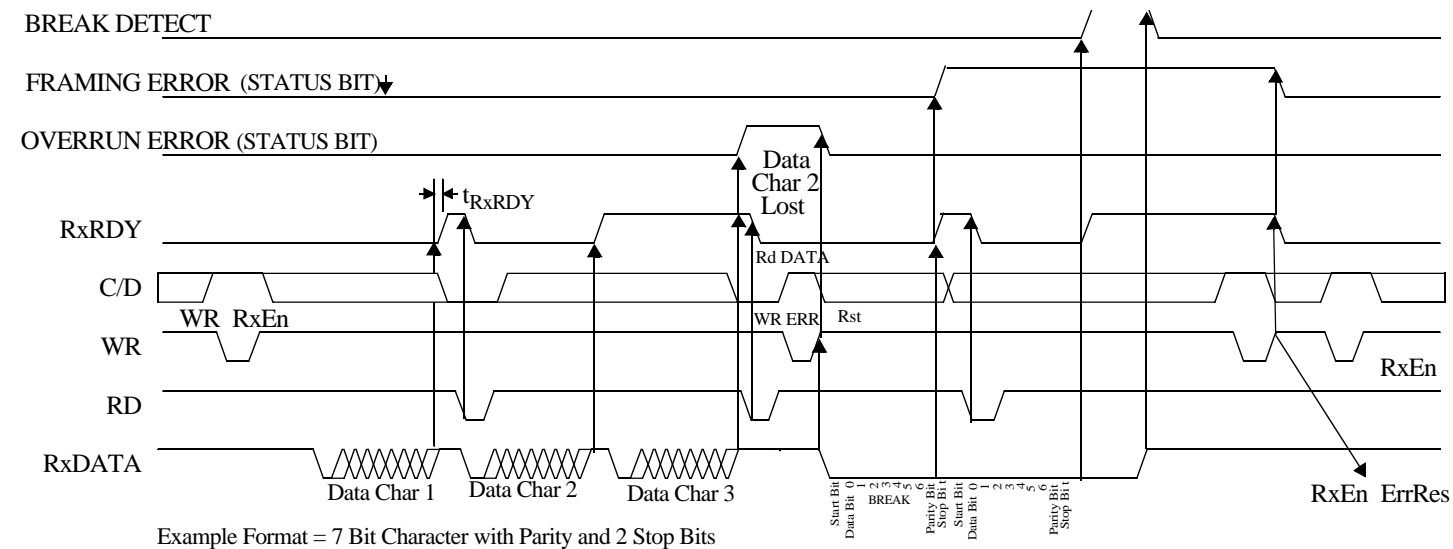 BREAK DETECT
FRAMING ERROR (STATUS BIT)
OVERRUN ERROR (STATUS BIT)
Data
Char 2
Lost
tRxRDY
RxRDY
Rd DATA
C/D
WR RxEn
WR ERR
Rst
WR
RxEn
RD
RxDATA
Data Char 1
Data Char 2
Data Char 3
Start Bit
Data Bit 0
1
2
3
4
5
6
BREAK
Parity Bit
Stop Bit
Start Bit
Data Bit 0
1
2
3
4
5
6
Parity Bit
Stop Bit
RxEn ErrRes
Example Format = 7 Bit Character with Parity and 2 Stop Bits